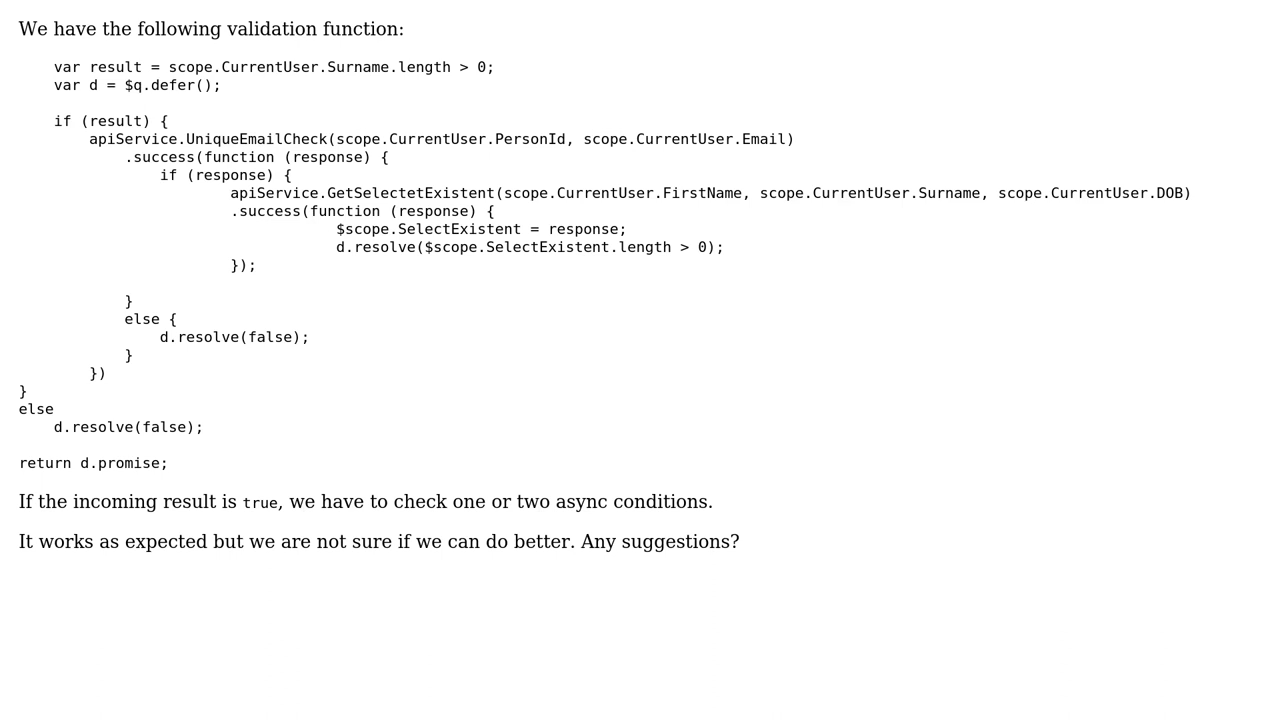 We have the following validation function:
    var result = scope.CurrentUser.Surname.length > 0;
    var d = $q.defer();

    if (result) {
        apiService.UniqueEmailCheck(scope.CurrentUser.PersonId, scope.CurrentUser.Email)
            .success(function (response) {
                if (response) {
                        apiService.GetSelectetExistent(scope.CurrentUser.FirstName, scope.CurrentUser.Surname, scope.CurrentUser.DOB)
                        .success(function (response) {
                                    $scope.SelectExistent = response;
                                    d.resolve($scope.SelectExistent.length > 0);
                        });

            }
            else {
                d.resolve(false);
            }
        })
}
else
    d.resolve(false);

return d.promise;
If the incoming result is true, we have to check one or two async conditions.
It works as expected but we are not sure if we can do better. Any suggestions?